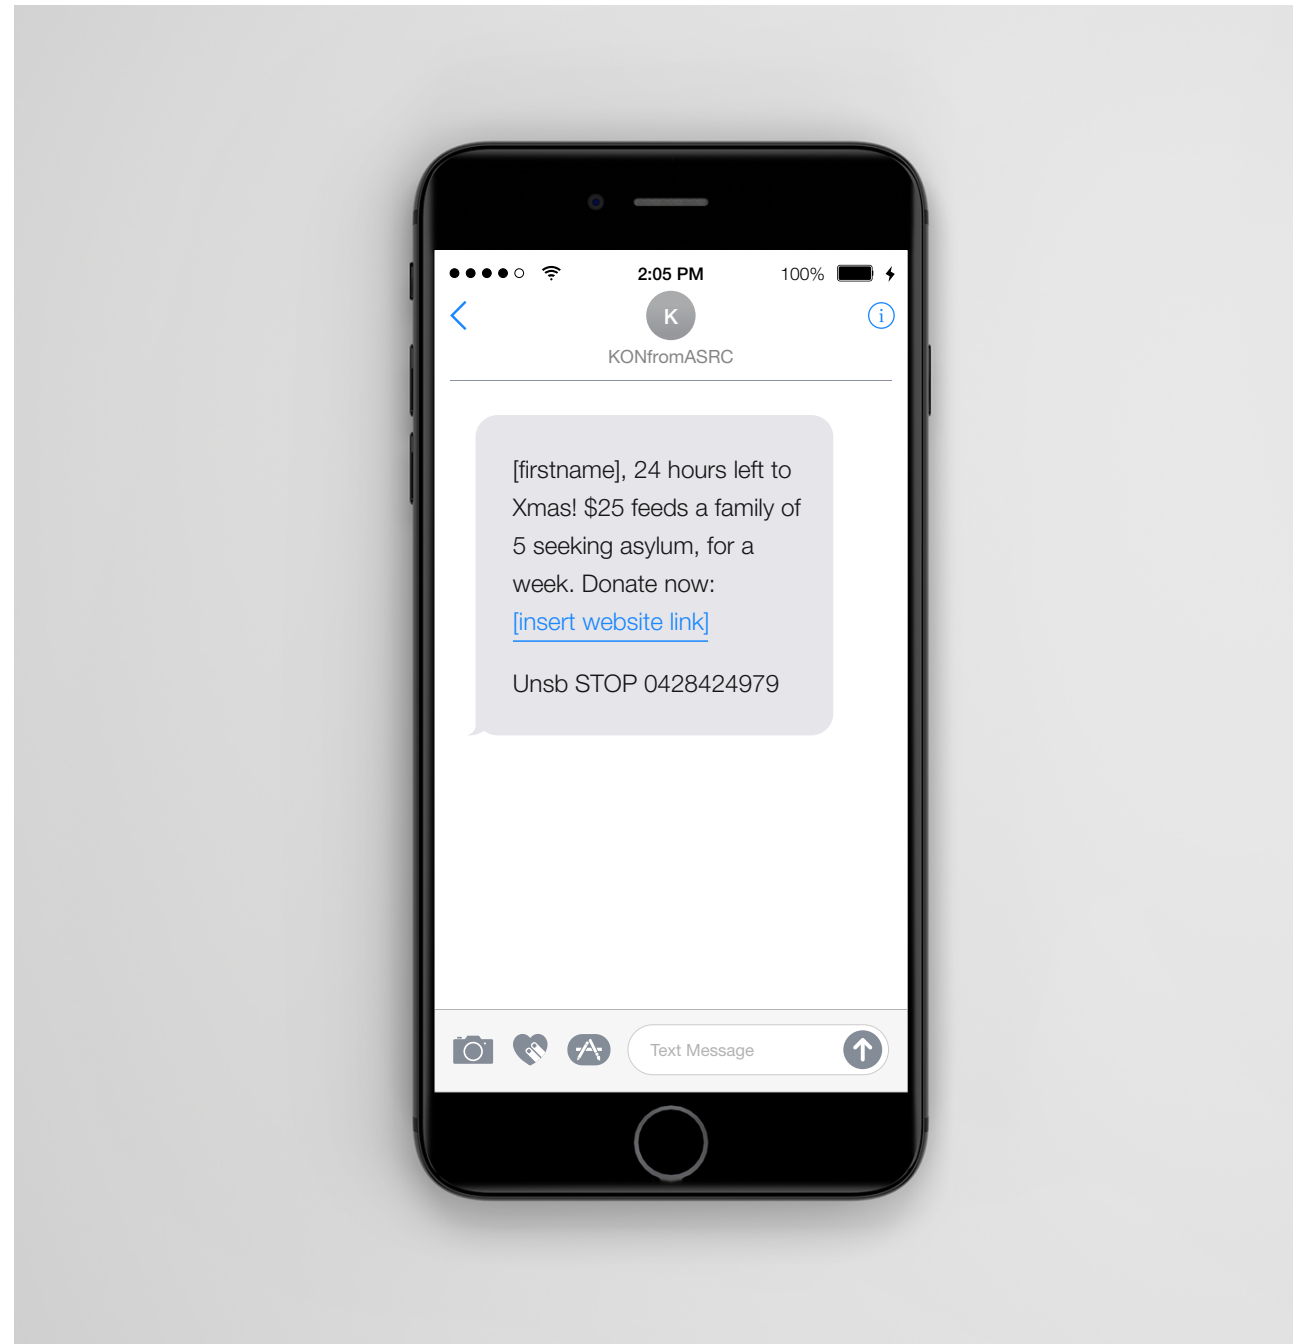 2:05 PM 100%
K
KONfromASRC
[firstname], 24 hours left to
Xmas! $25 feeds a family of
5 seeking asylum, for a
week. Donate now:
[insert website link]
Unsb STOP 0428424979
Text Message